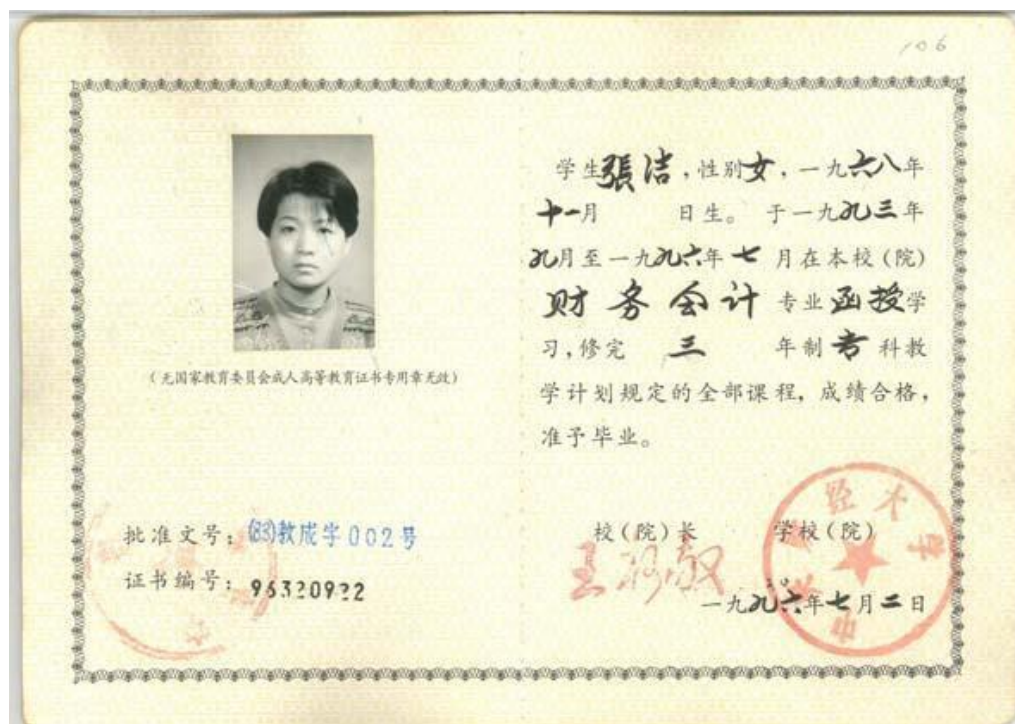 106
学生張洁,性别女,一九六八年
十一月 日生。于一九九三年
九月至一九九六年七月在本校(院)
财务会计专业函授学
习,修完 三 年制专科教
学计划规定的全部课程,成绩合格,
准予毕业。
(无国家教育委员会成人高等教育证书专用章无效)
批准文号:(83)教成字002号
证书编号:
校(院)长 学校(院)
一九九六年七月二日